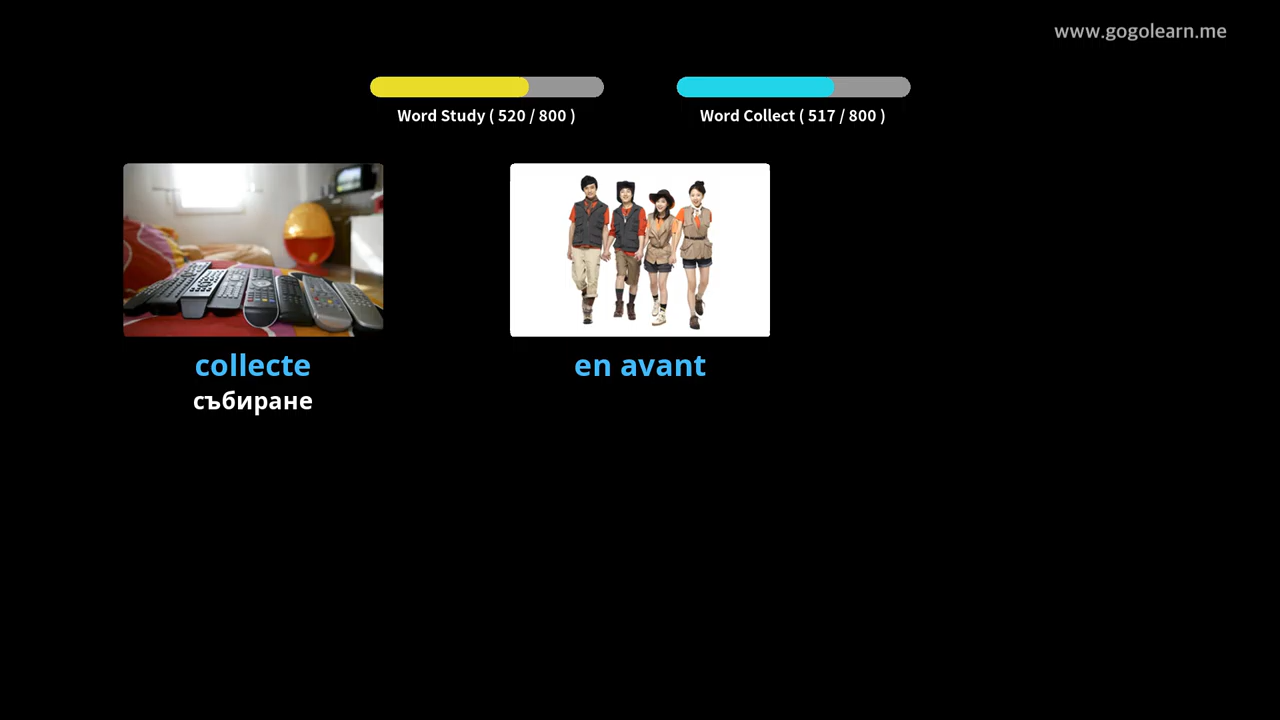 www.gogolearn.me
Word Study ( 520 / 800 )
Word Collect ( 517 / 800 )
collecte
събиране
en avant